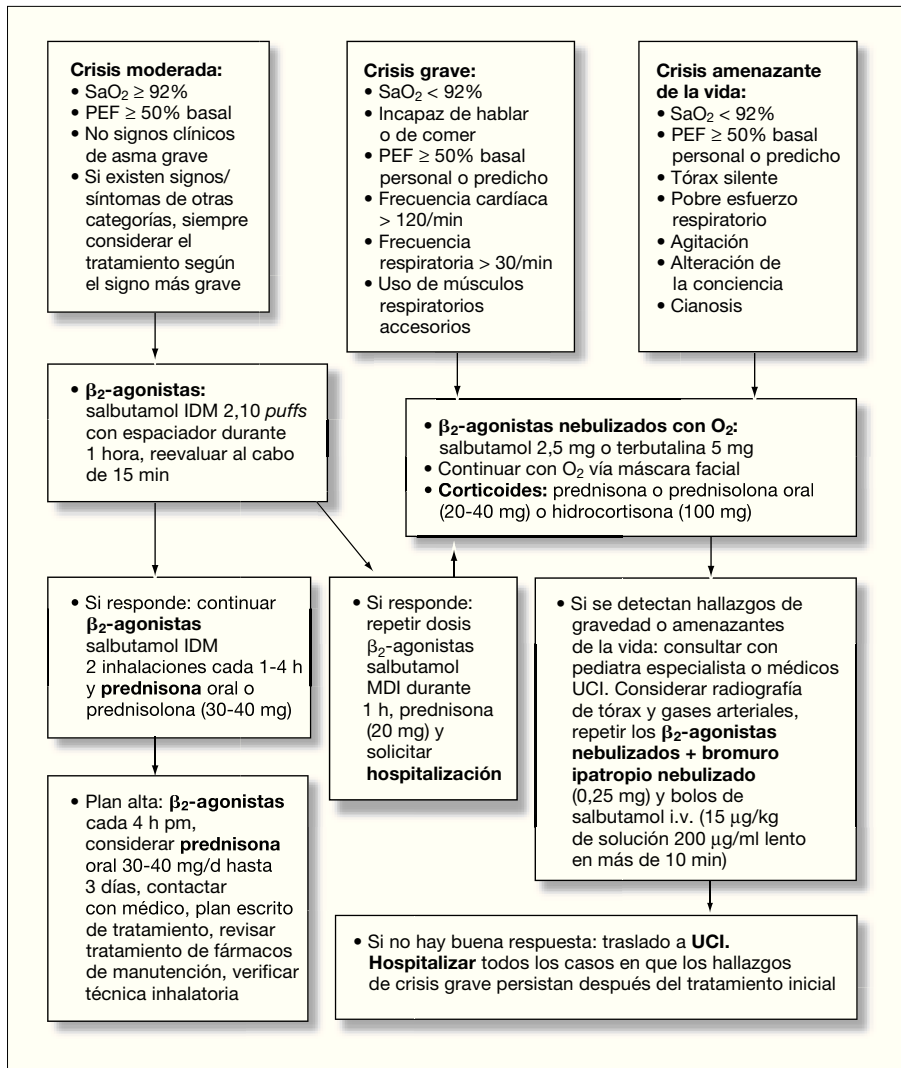 Crisis moderada:
• SaO2 ≥ 92%
• PEF ≥ 50% basal
• No signos clínicos
de asma grave
• Si existen signos/
síntomas de otras
categorías, siempre
considerar el
tratamiento según
el signo más grave
Crisis grave:
• SaO2 < 92%
• Incapaz de hablar
o de comer
• PEF ≥ 50% basal
personal o predicho
• Frecuencia cardíaca
> 120/min
• Frecuencia
respiratoria > 30/min
• Uso de músculos
respiratorios
accesorios
Crisis amenazante
de la vida:
• SaO2 < 92%
• PEF ≥ 50% basal
personal o predicho
• Tórax silente
• Pobre esfuerzo
respiratorio
• Agitación
• Alteración de
la conciencia
• Cianosis
• β2-agonistas:
salbutamol IDM 2,10 puffs
con espaciador durante
1 hora, reevaluar al cabo
de 15 min
• β2-agonistas nebulizados con O2:
salbutamol 2,5 mg o terbutalina 5 mg
• Continuar con O2 vía máscara facial
• Corticoides: prednisona o prednisolona oral
(20-40 mg) o hidrocortisona (100 mg)
• Si responde: continuar
β2-agonistas
salbutamol IDM
2 inhalaciones cada 1-4 h
y prednisona oral o
prednisolona (30-40 mg)
• Si responde:
repetir dosis
β2-agonistas
salbutamol
MDI durante
1 h, prednisona
(20 mg) y
solicitar
hospitalización
• Si se detectan hallazgos de
gravedad o amenazantes
de la vida: consultar con
pediatra especialista o médicos
UCI. Considerar radiografía
de tórax y gases arteriales,
repetir los β2-agonistas
nebulizados + bromuro
ipatropio nebulizado
(0,25 mg) y bolos de
salbutamol i.v. (15 μg/kg
de solución 200 μg/ml lento
en más de 10 min)
• Plan alta: β2-agonistas
cada 4 h pm,
considerar prednisona
oral 30-40 mg/d hasta
3 días, contactar
con médico, plan escrito
de tratamiento, revisar
tratamiento de fármacos
de manutención, verificar
técnica inhalatoria
• Si no hay buena respuesta: traslado a UCI.
Hospitalizar todos los casos en que los hallazgos
de crisis grave persistan después del tratamiento inicial